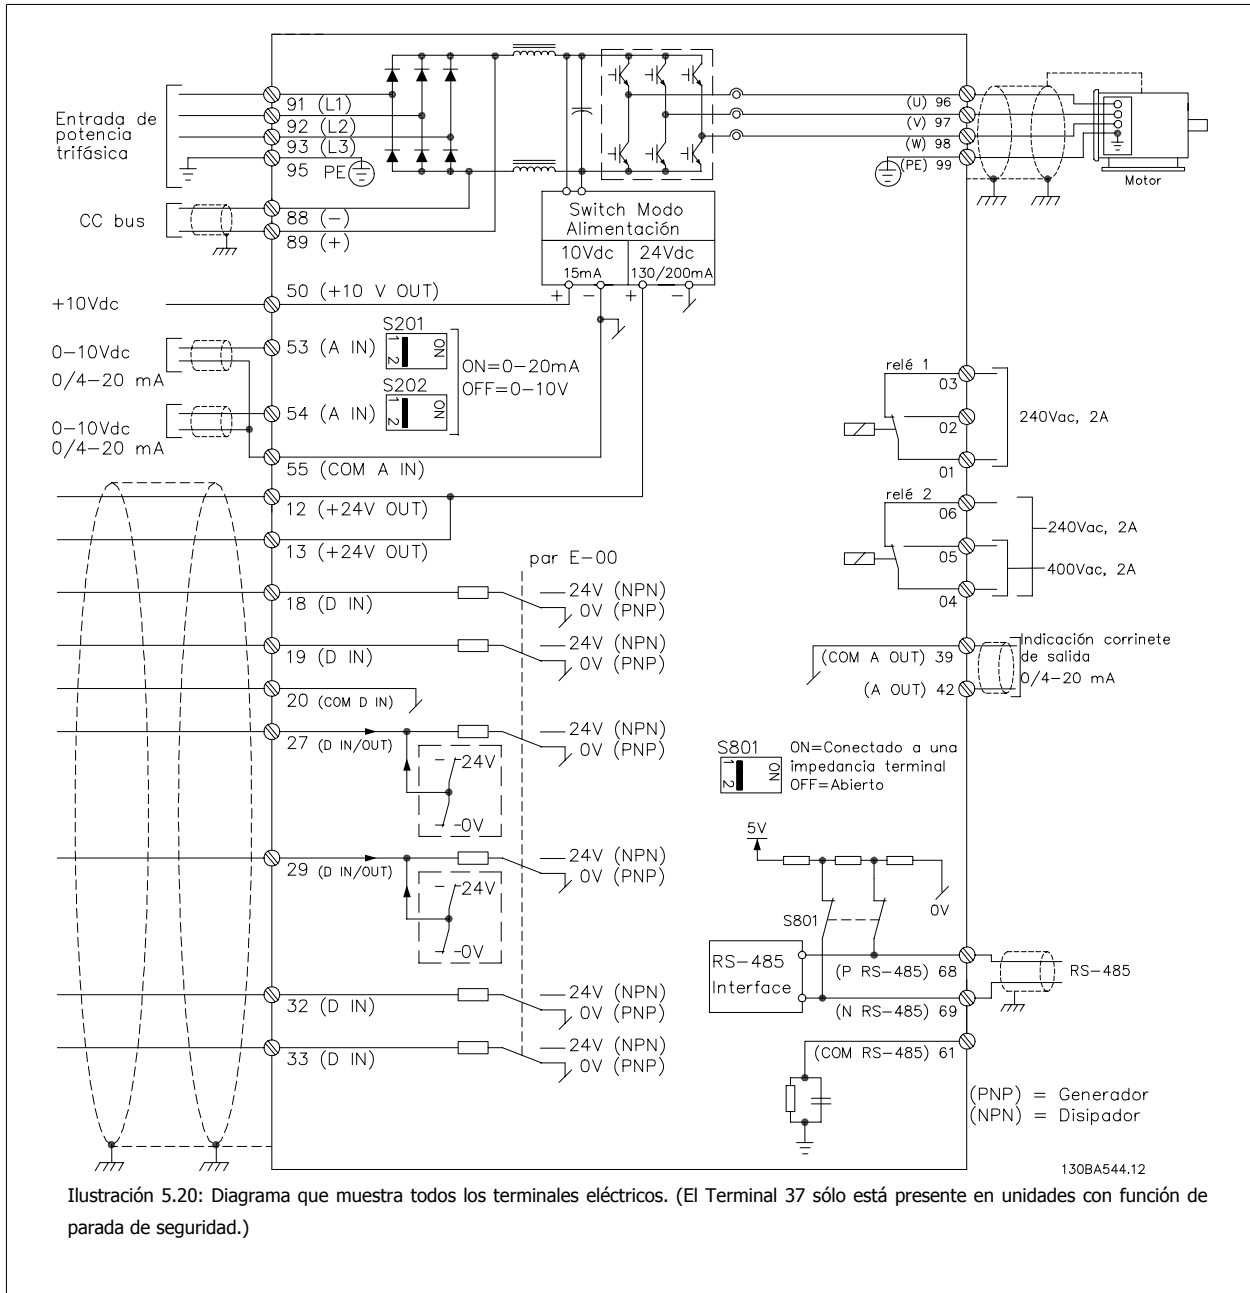 Entrada de
potencia
trifásica
91 (L1)
92 (L2)
93 (L3)
95 PE
CC bus
88 (−)
89 (+)
Switch Modo
Alimentación
10Vdc
15mA
24Vdc
130/200mA
+ − + −
(U) 96
(V) 97
(W) 98
(PE) 99
Motor
+10Vdc
50 (+10 V OUT)
0−10Vdc
0/4−20 mA
53 (A IN)
S201
1 2
ON
ON=0−20mA
OFF=0−10V
S202
1 2
ON
0−10Vdc
0/4−20 mA
54 (A IN)
55 (COM A IN)
12 (+24V OUT)
13 (+24V OUT)
relé 1
03
02
01
240Vac, 2A
relé 2
06
05
04
240Vac, 2A
400Vac, 2A
par E−00
18 (D IN)
24V (NPN)
0V (PNP)
19 (D IN)
24V (NPN)
0V (PNP)
20 (COM D IN)
27 (D IN/OUT)
24V (NPN)
0V (PNP)
24V
0V
29 (D IN/OUT)
24V (NPN)
0V (PNP)
24V
0V
32 (D IN)
24V (NPN)
0V (PNP)
33 (D IN)
24V (NPN)
0V (PNP)
(COM A OUT) 39
(A OUT) 42
Indicación corrinete
de salida
0/4−20 mA
S801
1 2
ON
ON=Conectado a una
impedancia terminal
OFF=Abierto
5V
S801
0V
RS−485
Interface
(P RS−485) 68
(N RS−485) 69
(COM RS−485) 61
RS−485
(PNP) = Generador
(NPN) = Disipador
130BA544.12
Ilustración 5.20: Diagrama que muestra todos los terminales eléctricos. (El Terminal 37 sólo está presente en unidades con función de
parada de seguridad.)